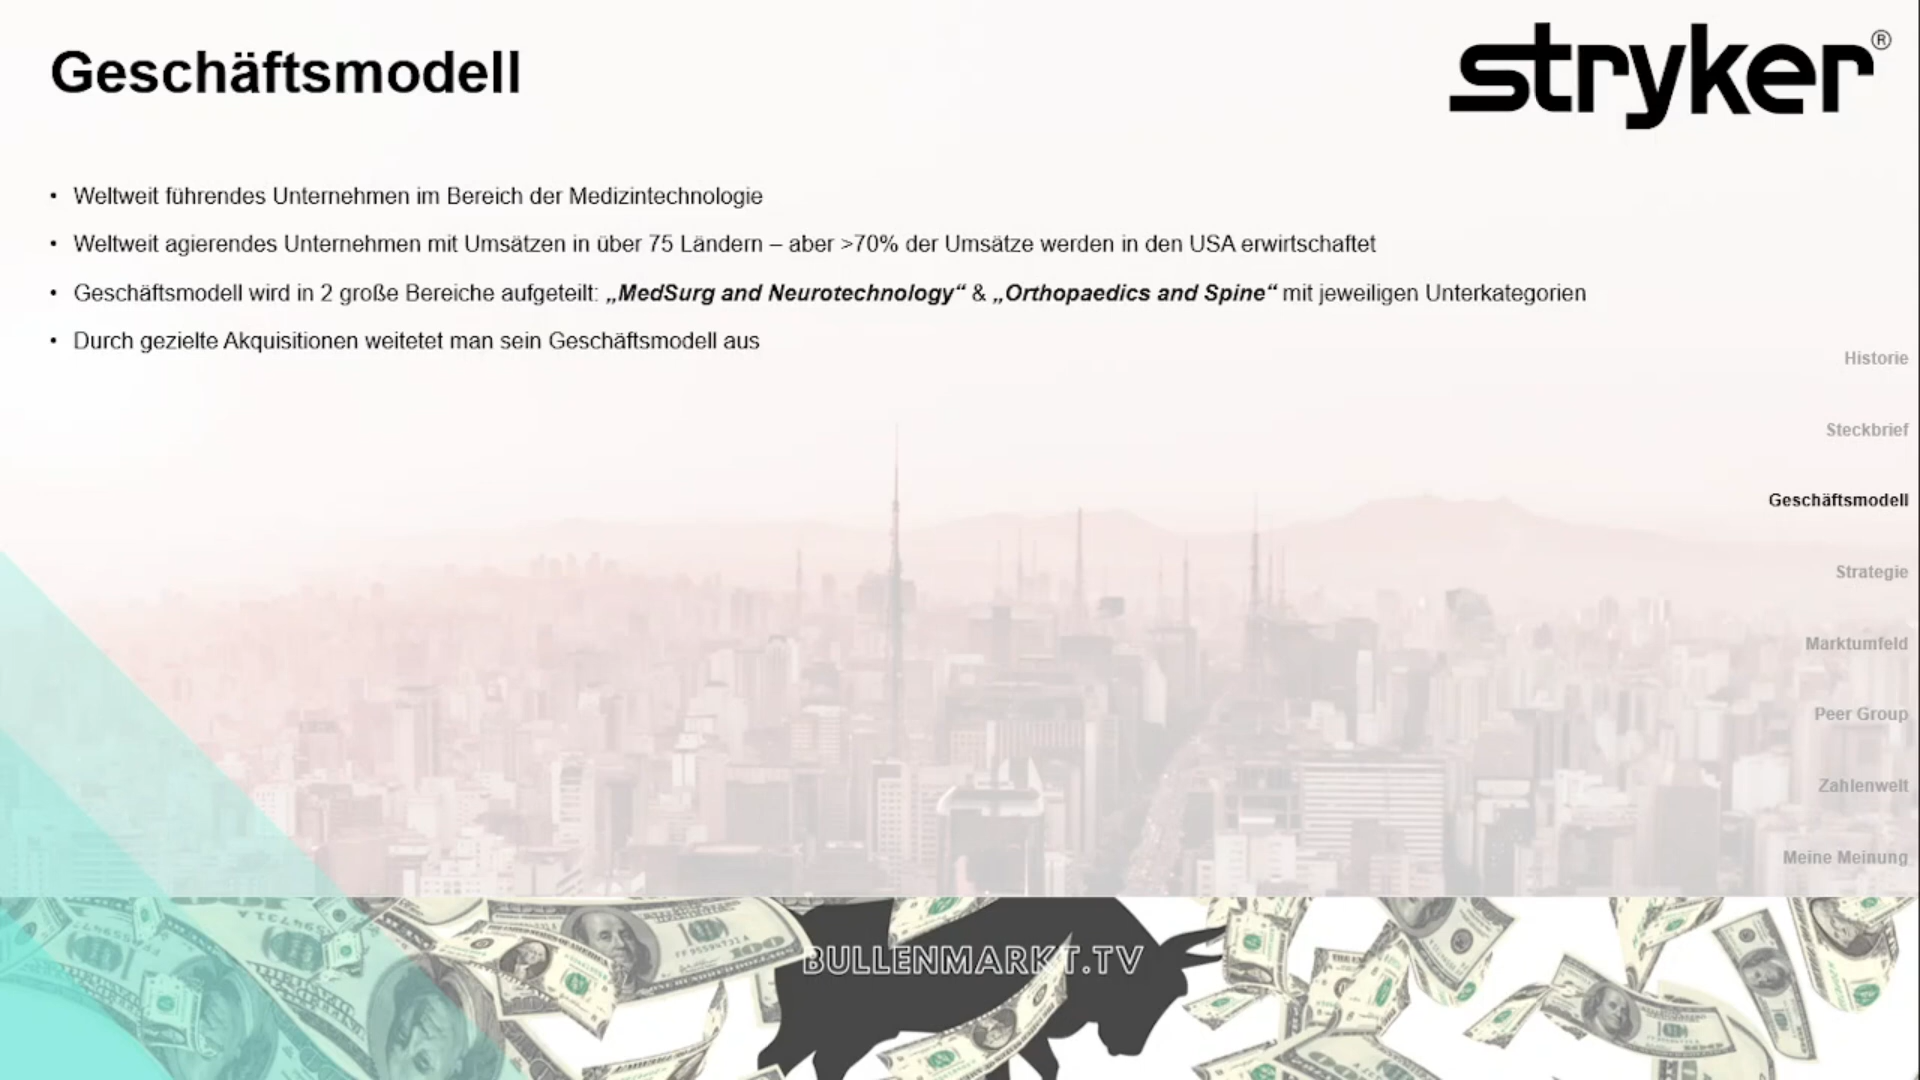 Geschäftsmodell
stryker®
• Weltweit führendes Unternehmen im Bereich der Medizintechnologie
• Weltweit agierendes Unternehmen mit Umsätzen in über 75 Ländern – aber >70% der Umsätze werden in den USA erwirtschaftet
• Geschäftsmodell wird in 2 große Bereiche aufgeteilt: „MedSurg and Neurotechnology“ & „Orthopaedics and Spine“ mit jeweiligen Unterkategorien
• Durch gezielte Akquisitionen weitetet man sein Geschäftsmodell aus
Historie
Steckbrief
Geschäftsmodell
Strategie
Marktumfeld
Peer Group
Zahlenwelt
Meine Meinung
BULLENMARKT.TV